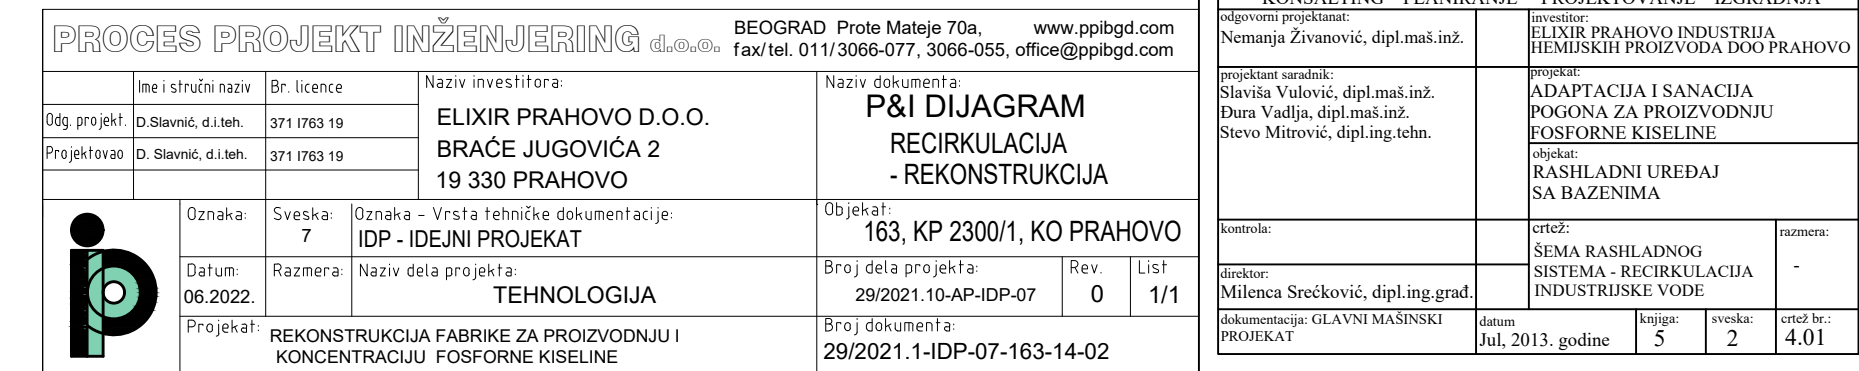 PROCES PROJEKT INŽENJERING d.o.o.
BEOGRAD Prote Mateje 70a, www.ppibgd.com
fax/tel. 011/3066-077, 3066-055, office@ppibgd.com
Ime i stručni naziv
Br. licence
Odg. projekt.
D.Slavnić, d.i.teh.
371 I763 19
Projektovao
D. Slavnić, d.i.teh.
371 I763 19
Naziv investitora:
ELIXIR PRAHOVO D.O.O.
BRAĆE JUGOVIĆA 2
19 330 PRAHOVO
Naziv dokumenta:
P&I DIJAGRAM
RECIRKULACIJA
- REKONSTRUKCIJA
Oznaka:
Sveska:
7
Oznaka - Vrsta tehničke dokumentacije:
IDP - IDEJNI PROJEKAT
Objekat:
163, KP 2300/1, KO PRAHOVO
Datum:
06.2022.
Razmera:
Naziv dela projekta:
TEHNOLOGIJA
Broj dela projekta:
29/2021.10-AP-IDP-07
Rev.
0
List
1/1
Projekat:
REKONSTRUKCIJA FABRIKE ZA PROIZVODNJU I
KONCENTRACIJU FOSFORNE KISELINE
Broj dokumenta:
29/2021.1-IDP-07-163-14-02
KONSALTING PLANIRANJE PROJEKTOVANJE IZGRADNJA
odgovorni projektanat:
Nemanja Živanović, dipl.maš.inž.
investitor:
ELIXIR PRAHOVO INDUSTRIJA
HEMIJSKIH PROIZVODA DOO PRAHOVO
projektant saradnik:
Slaviša Vulović, dipl.maš.inž.
Đura Vadlja, dipl.maš.inž.
Stevo Mitrović, dipl.ing.tehn.
projekat:
ADAPTACIJA I SANACIJA
POGONA ZA PROIZVODNJU
FOSFORNE KISELINE
objekat:
RASHLADNI UREĐAJ
SA BAZENIMA
kontrola:
crtež:
ŠEMA RASHLADNOG
SISTEMA - RECIRKULACIJA
INDUSTRIJSKE VODE
razmera:
-
direktor:
Milenca Srećković, dipl.ing.građ.
dokumentacija: GLAVNI MAŠINSKI
PROJEKAT
datum
Jul, 2013. godine
knjiga:
5
sveska:
2
crtež br.:
4.01